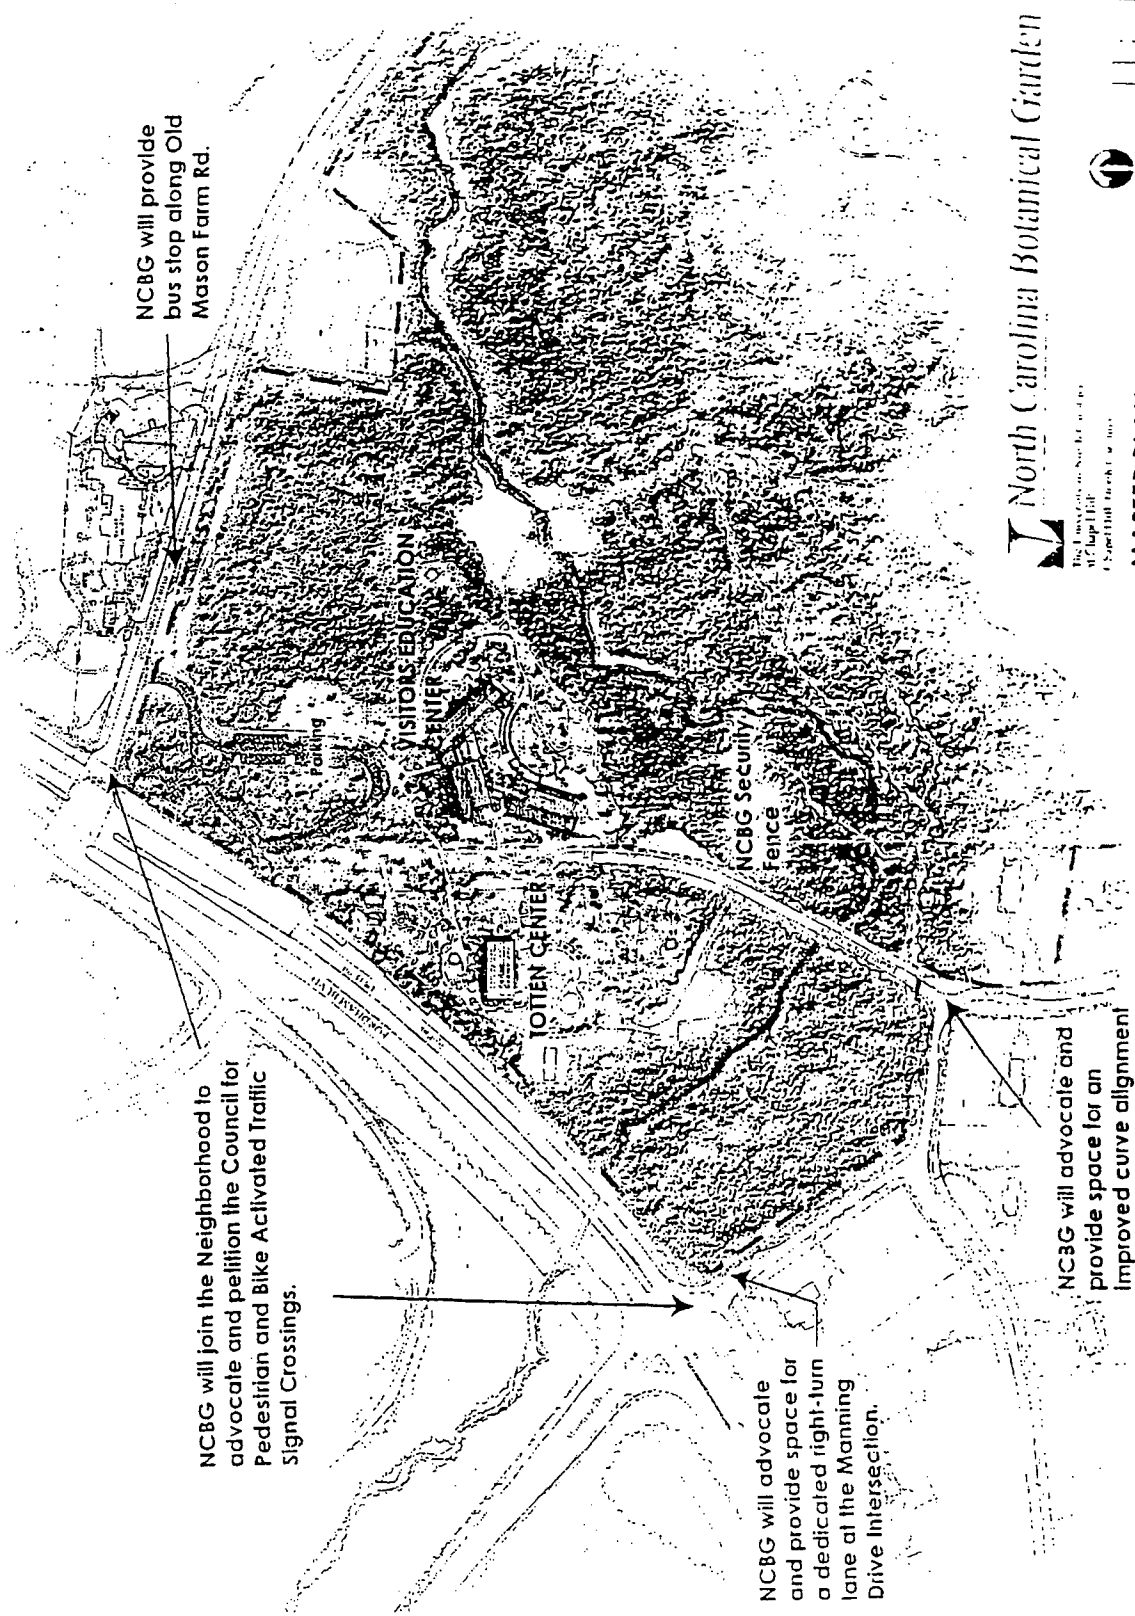 NCBG will provide
bus stop along Old
Mason Farm Rd.
NCBG will join the Neighborhood to
advocate and petition the Council for
Pedestrian and Bike Activated Traffic
Signal Crossings.
Parking
VISITORS EDUCATION
CENTER
TOTTEN CENTER
NCBG Security
Fence
NCBG will advocate
and provide space for
a dedicated right-turn
lane at the Manning
Drive Intersection.
NCBG will advocate and
provide space for an
improved curve alignment
North Carolina Botanical Garden